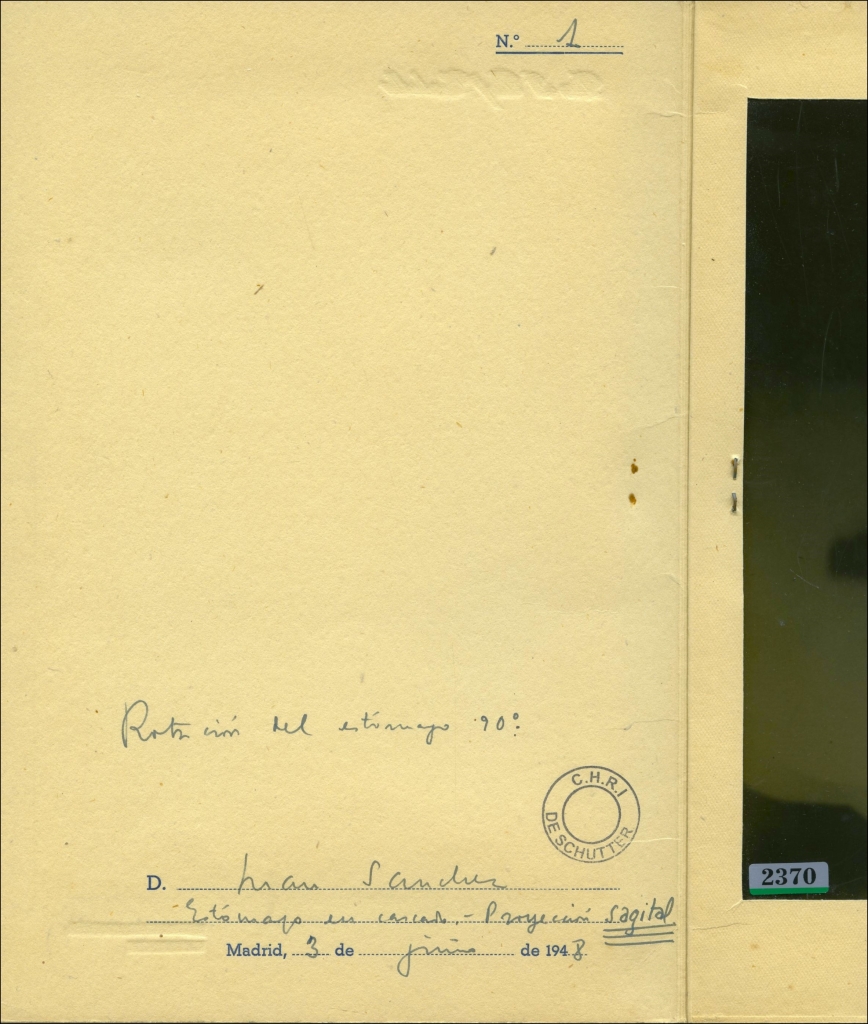 N.° 1
Rotación del estómago 90°.
C.H.R.I
DE SCHUTTER
D. Juan Sanchez
Estómago en cascada. - Proyección Sagital
Madrid, 3 de junio de 1948
2370